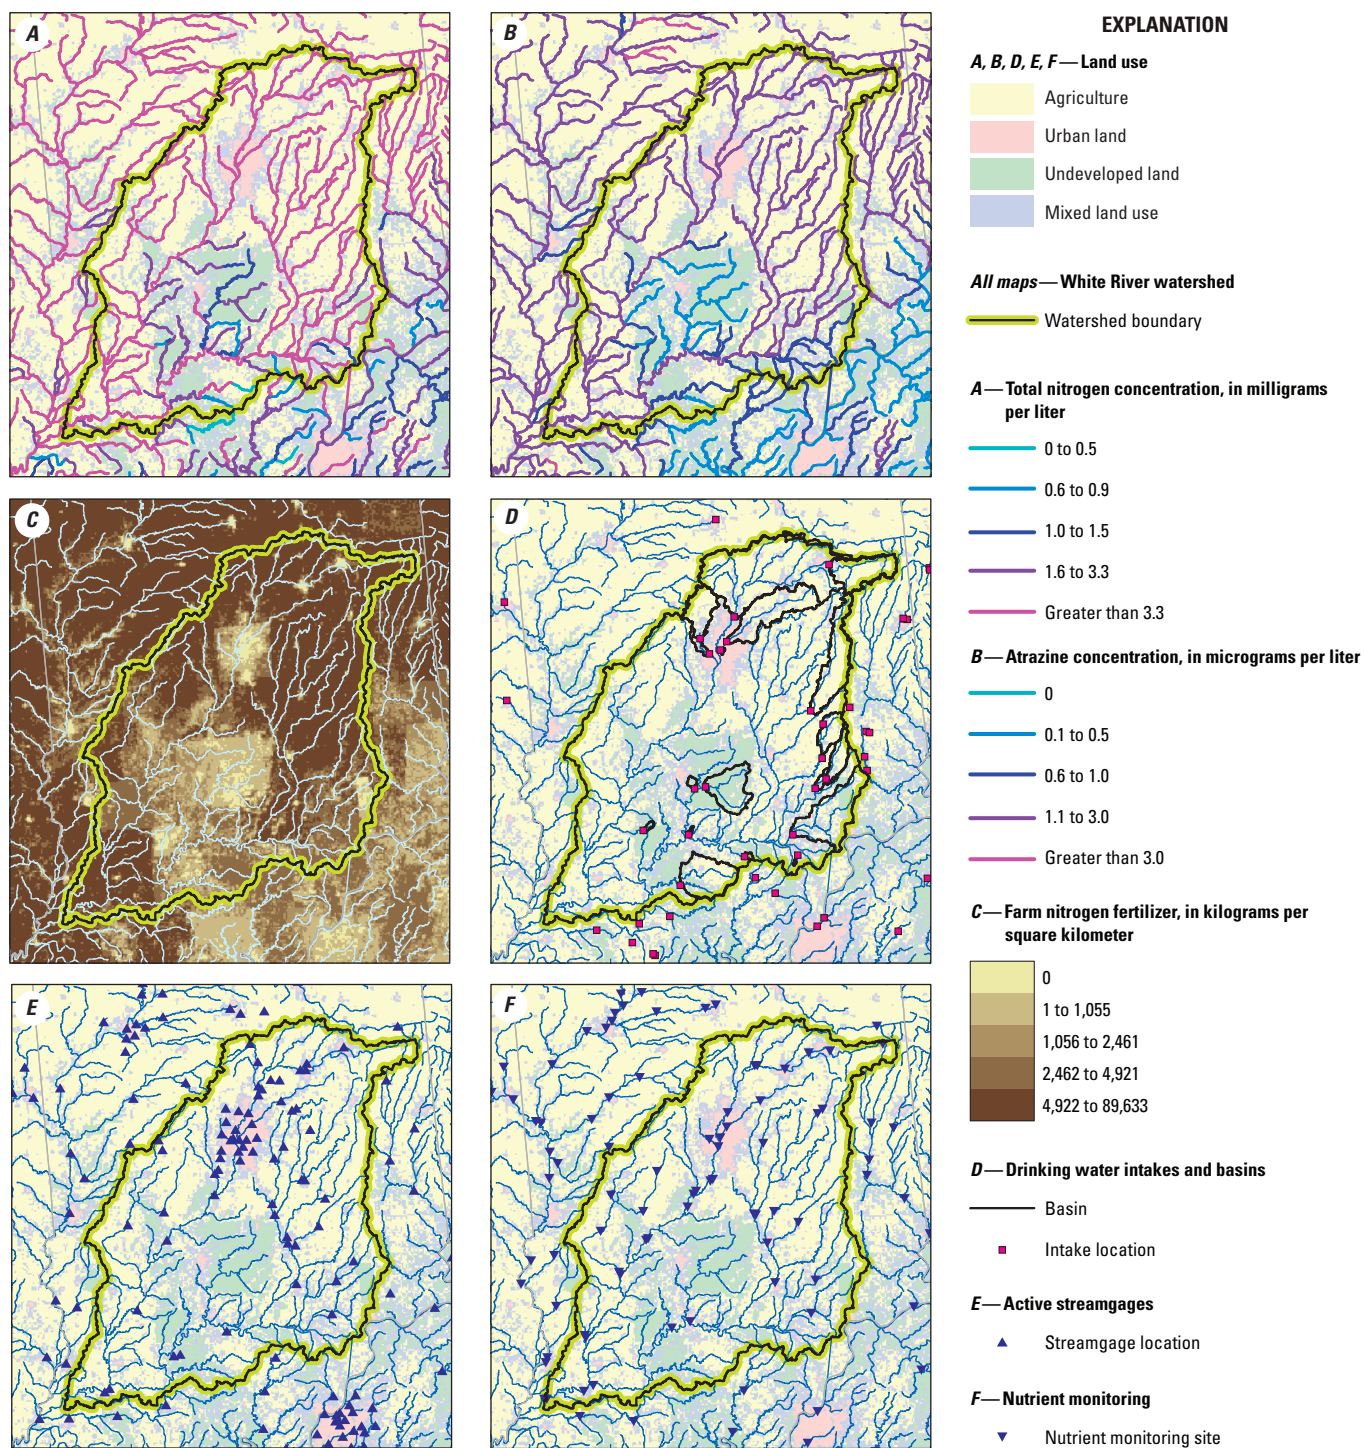 A
B
C
D
E
F
EXPLANATION
A, B, D, E, F—Land use
Agriculture
Urban land
Undeveloped land
Mixed land use
All maps—White River watershed
Watershed boundary
A—Total nitrogen concentration, in milligrams
per liter
0 to 0.5
0.6 to 0.9
1.0 to 1.5
1.6 to 3.3
Greater than 3.3
B—Atrazine concentration, in micrograms per liter
0
0.1 to 0.5
0.6 to 1.0
1.1 to 3.0
Greater than 3.0
C—Farm nitrogen fertilizer, in kilograms per
square kilometer
0
1 to 1,055
1,056 to 2,461
2,462 to 4,921
4,922 to 89,633
D—Drinking water intakes and basins
Basin
Intake location
E—Active streamgages
Streamgage location
F—Nutrient monitoring
Nutrient monitoring site